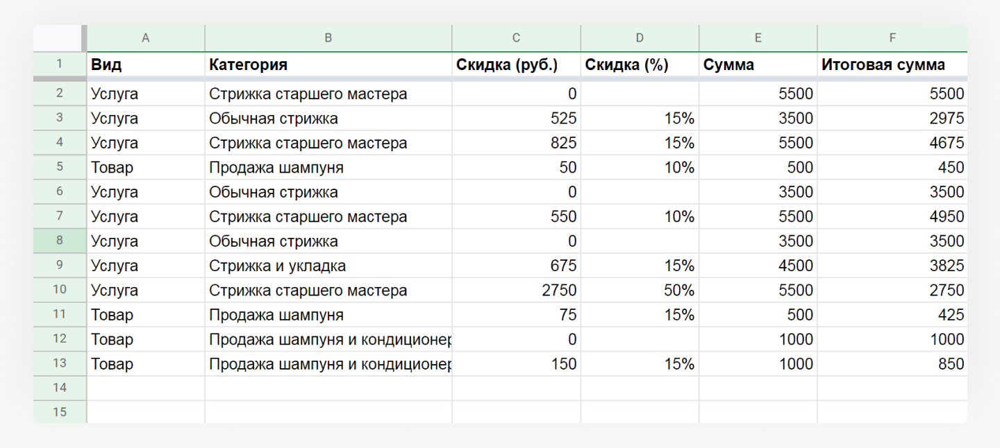 A B C D E F
1 Вид Категория Скидка (руб.) Скидка (%) Сумма Итоговая сумма
2 Услуга Стрижка старшего мастера 0 5500 5500
3 Услуга Обычная стрижка 525 15% 3500 2975
4 Услуга Стрижка старшего мастера 825 15% 5500 4675
5 Товар Продажа шампуня 50 10% 500 450
6 Услуга Обычная стрижка 0 3500 3500
7 Услуга Стрижка старшего мастера 550 10% 5500 4950
8 Услуга Обычная стрижка 0 3500 3500
9 Услуга Стрижка и укладка 675 15% 4500 3825
10 Услуга Стрижка старшего мастера 2750 50% 5500 2750
11 Товар Продажа шампуня 75 15% 500 425
12 Товар Продажа шампуня и кондиционер 0 1000 1000
13 Товар Продажа шампуня и кондиционер 150 15% 1000 850
14
15